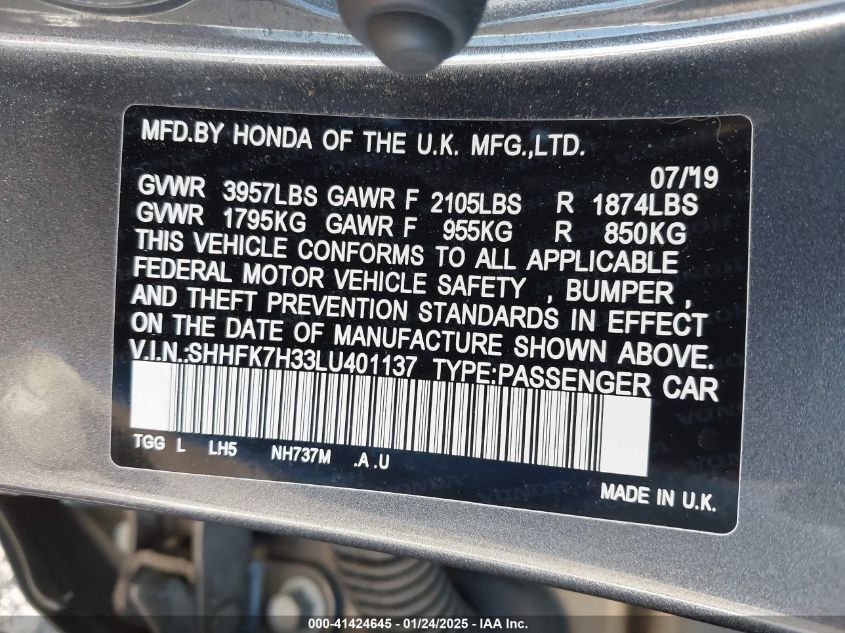 MFD.BY HONDA OF THE U.K. MFG.,LTD.
07/19
GVWR 3957LBS GAWR F 2105LBS R 1874LBS
GVWR 1795KG GAWR F 955KG R 850KG
THIS VEHICLE CONFORMS TO ALL APPLICABLE
FEDERAL MOTOR VEHICLE SAFETY , BUMPER ,
AND THEFT PREVENTION STANDARDS IN EFFECT
ON THE DATE OF MANUFACTURE SHOWN ABOVE.
V.I.N.:SHHFK7H33LU401137 TYPE:PASSENGER CAR
TGG L LH5 NH737M .A .U
MADE IN U.K.
000-41424645 - 01/24/2025 - IAA Inc.